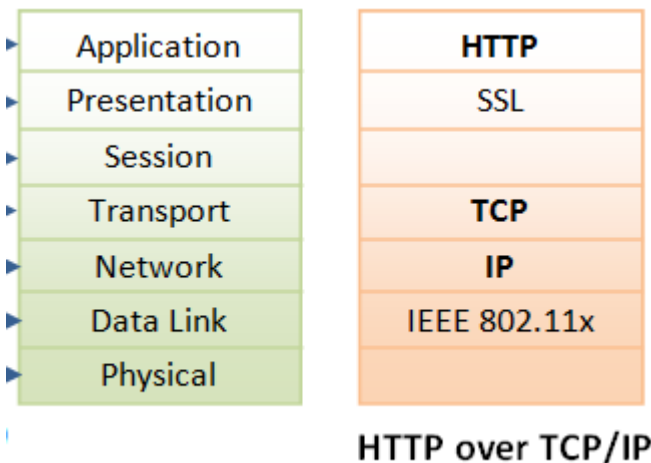 Application HTTP
Presentation SSL
Session
Transport TCP
Network IP
Data Link IEEE 802.11x
Physical
HTTP over TCP/IP